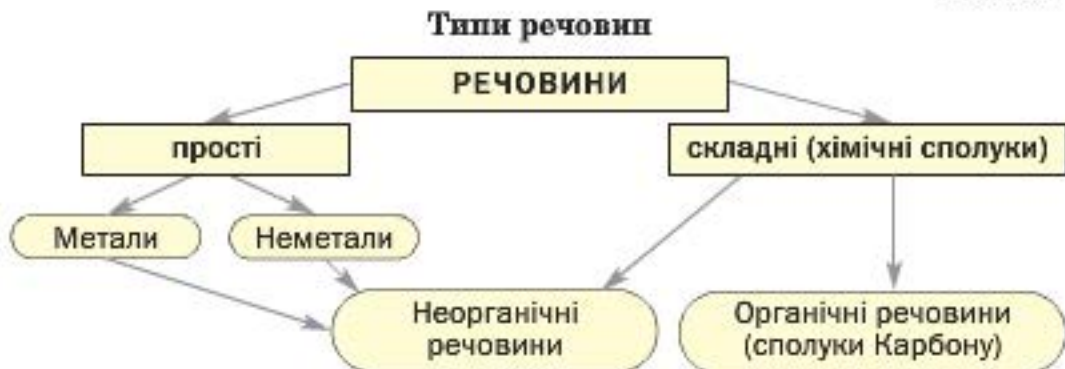 Типи речовин
РЕЧОВИНИ
прості
складні (хімічні сполуки)
Метали
Неметали
Неорганічні
речовини
Органічні речовини
(сполуки Карбону)